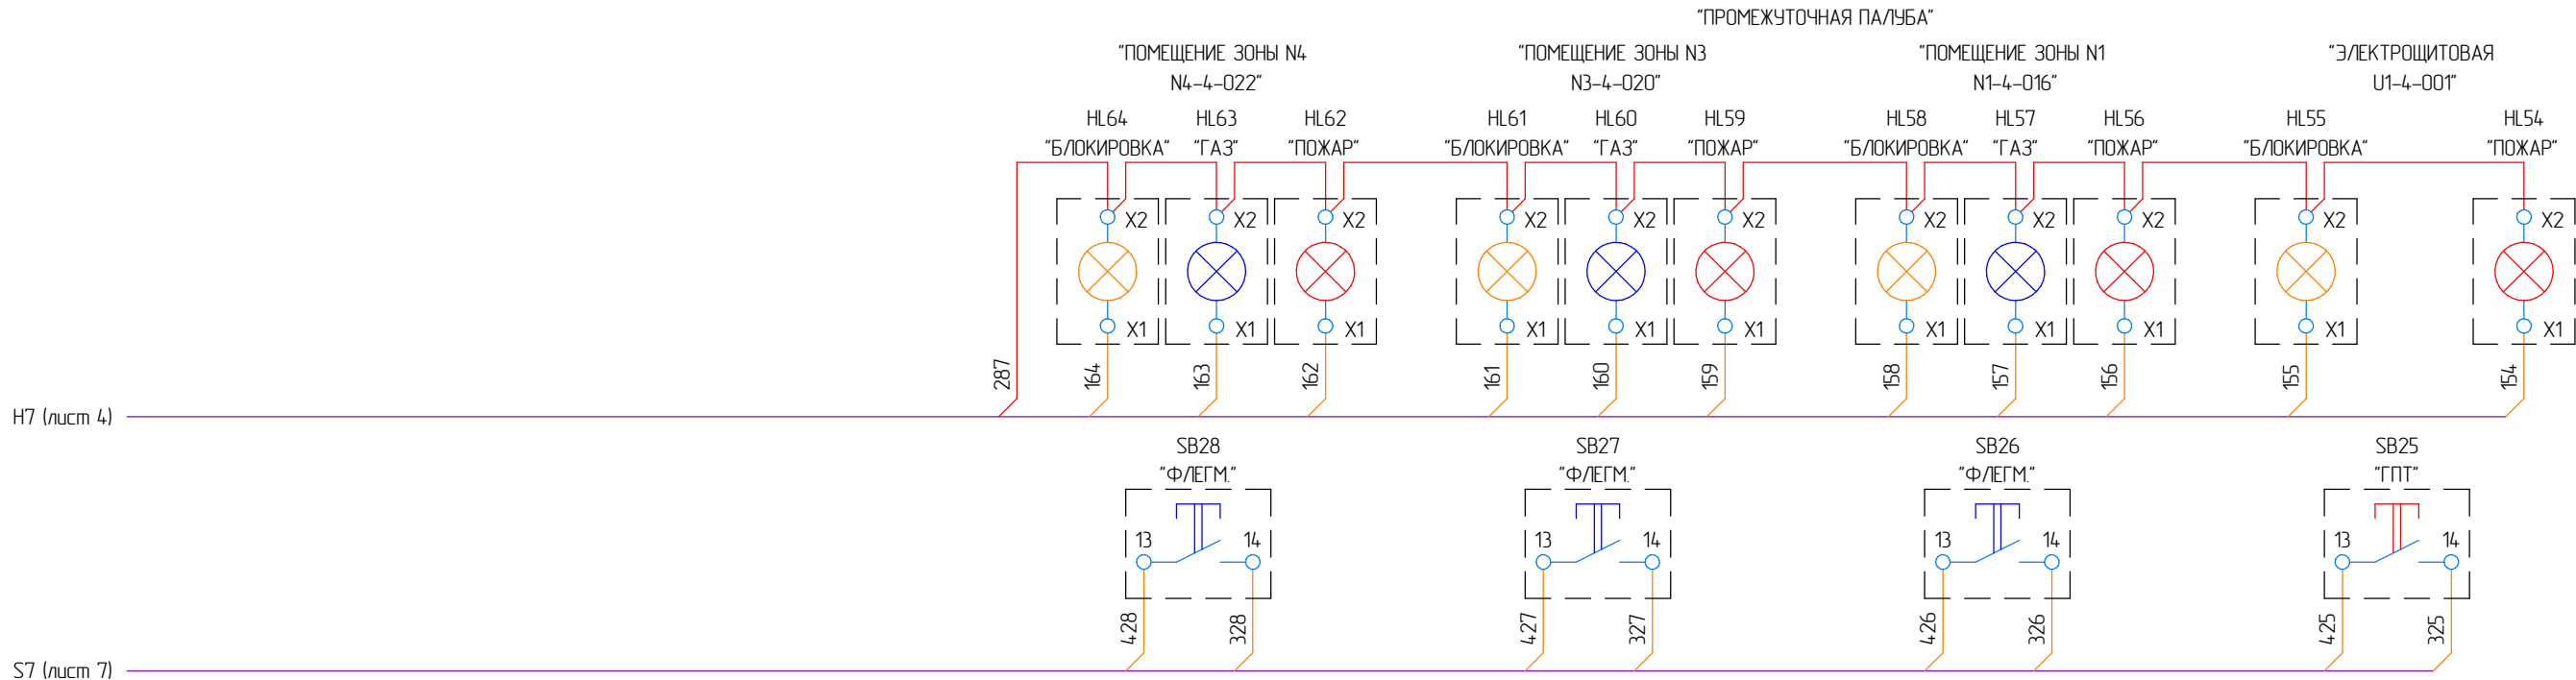 "ПРОМЕЖУТОЧНАЯ ПАЛУБА"
"ПОМЕЩЕНИЕ ЗОНЫ N4
N4-4-022"
"ПОМЕЩЕНИЕ ЗОНЫ N3
N3-4-020"
"ПОМЕЩЕНИЕ ЗОНЫ N1
N1-4-016"
"ЭЛЕКТРОЩИТОВАЯ
U1-4-001"
HL64
"БЛОКИРОВКА"
HL63
"ГАЗ"
HL62
"ПОЖАР"
HL61
"БЛОКИРОВКА"
HL60
"ГАЗ"
HL59
"ПОЖАР"
HL58
"БЛОКИРОВКА"
HL57
"ГАЗ"
HL56
"ПОЖАР"
HL55
"БЛОКИРОВКА"
HL54
"ПОЖАР"
X2
X2
X2
X2
X2
X2
X2
X2
X2
X2
X2
X1
X1
X1
X1
X1
X1
X1
X1
X1
X1
X1
287
164
163
162
161
160
159
158
157
156
155
154
H7 (лист 4)
SB28
"ФЛЕГМ."
SB27
"ФЛЕГМ."
SB26
"ФЛЕГМ."
SB25
"ГПТ"
13
14
13
14
13
14
13
14
428
328
427
327
426
326
425
325
S7 (лист 7)